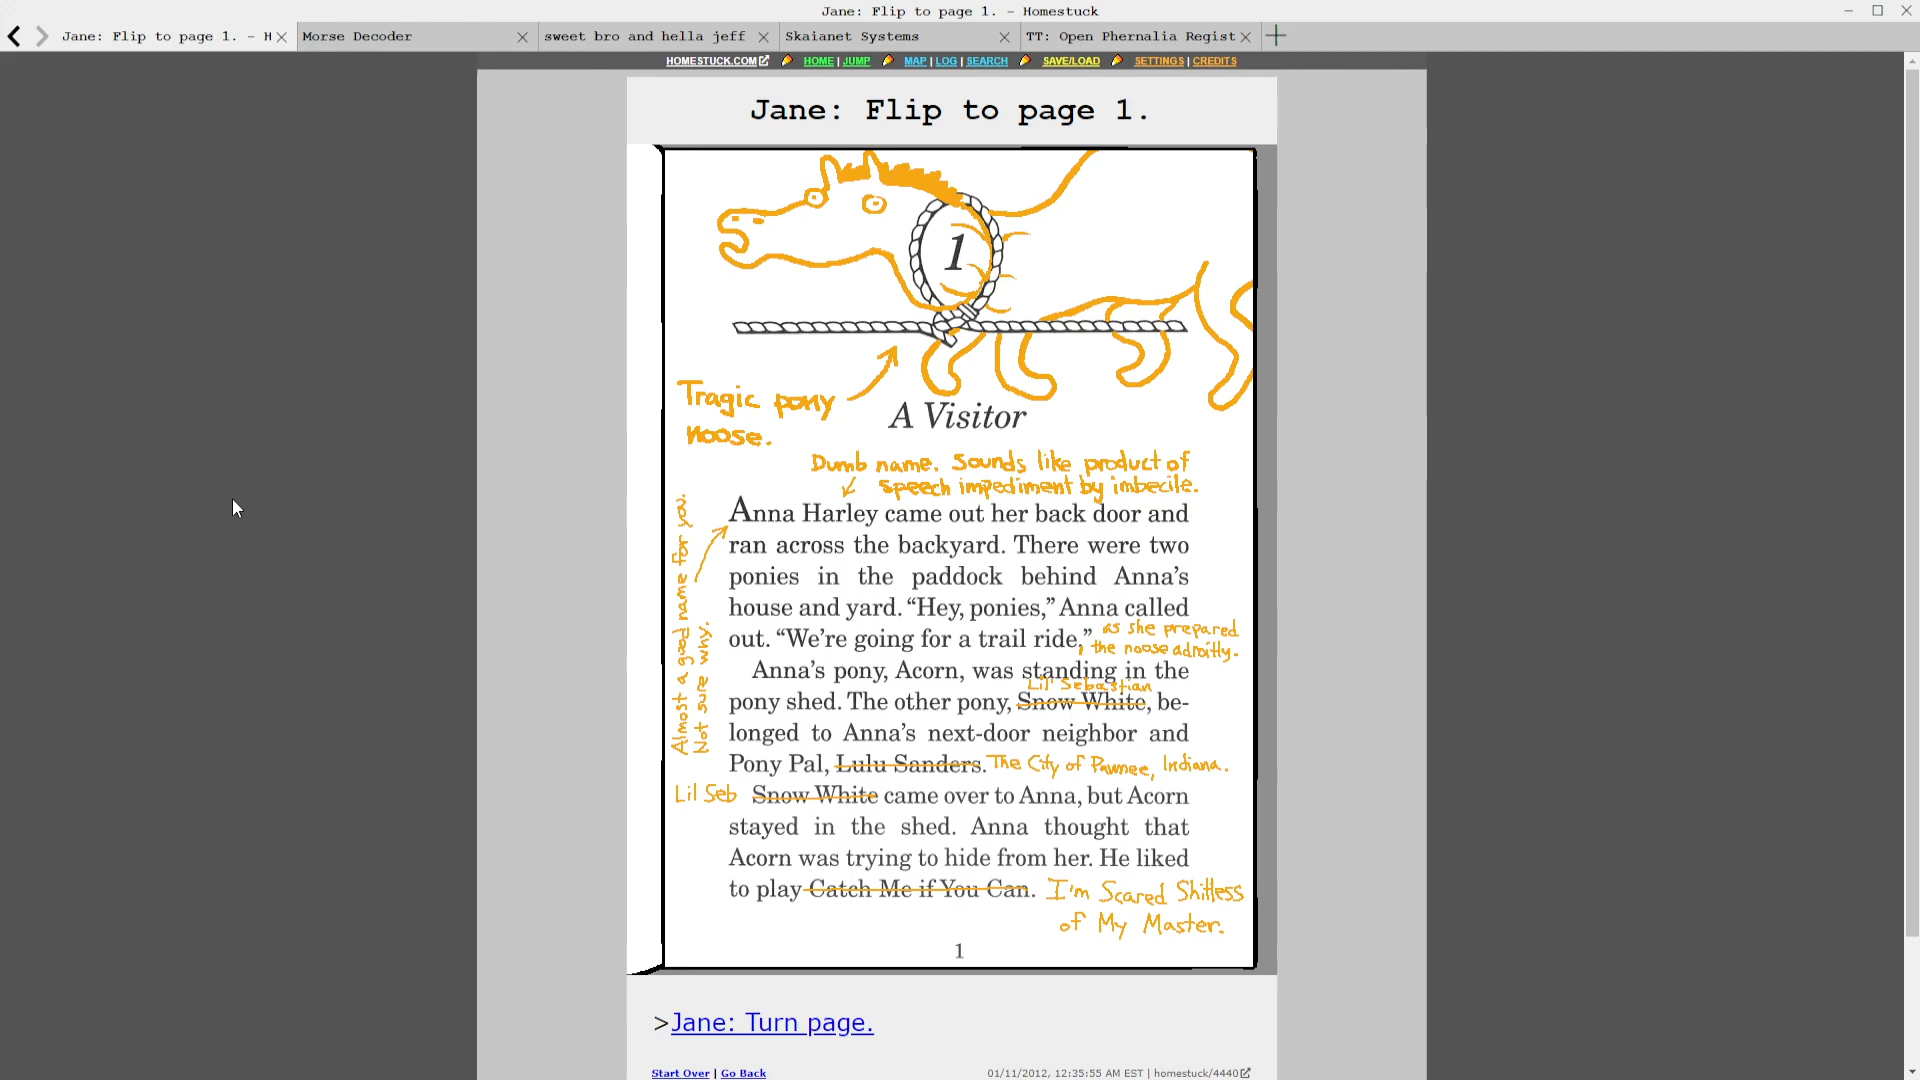 Jane: Flip to page 1. - Homestuck
Jane: Flip to page 1. - H
Morse Decoder
sweet bro and hella jeff
Skaianet Systems
TT: Open Phernalia Regist
HOMESTUCK.COM HOME | JUMP MAP | LOG | SEARCH SAVE/LOAD SETTINGS | CREDITS
Jane: Flip to page 1.
1
Tragic pony
noose.
A Visitor
Dumb name. Sounds like product of
speech impediment by imbecile.
Almost a good name for you.
Not sure why.
Anna Harley came out her back door and
ran across the backyard. There were two
ponies in the paddock behind Anna's
house and yard. “Hey, ponies,” Anna called
out. “We're going for a trail ride,” as she prepared
the noose adroitly.
Anna's pony, Acorn, was standing in the
Lil' Sebastian
pony shed. The other pony, Snow White, be-
longed to Anna's next-door neighbor and
Pony Pal, Lulu Sanders. The City of Pawnee, Indiana.
Lil Seb Snow White came over to Anna, but Acorn
stayed in the shed. Anna thought that
Acorn was trying to hide from her. He liked
to play Catch Me if You Can. I'm Scared Shitless
of My Master.
1
>Jane: Turn page.
Start Over | Go Back
01/11/2012, 12:35:55 AM EST | homestuck/4440